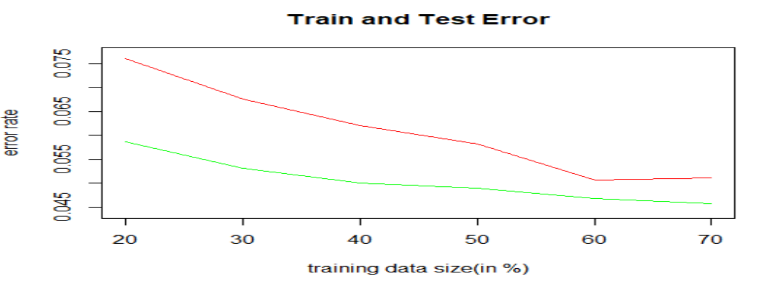 Train and Test Error
error rate
0.075
0.065
0.055
0.045
20 30 40 50 60 70
training data size(in %)